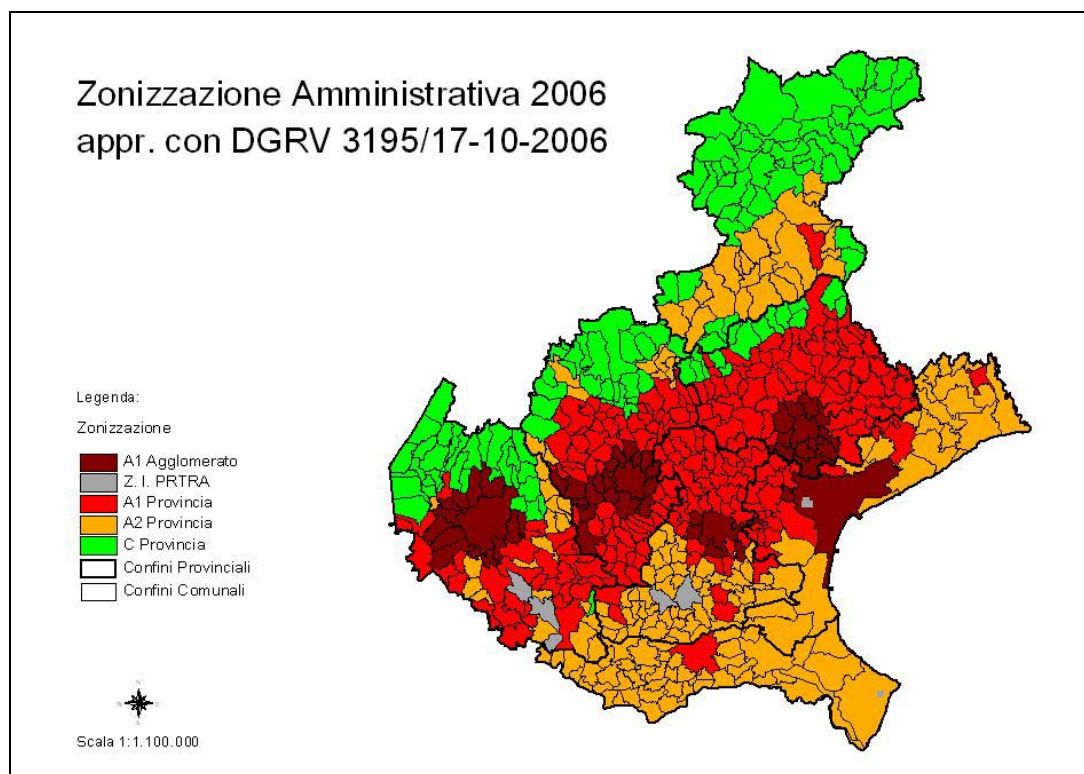 Zonizzazione Amministrativa 2006
appr. con DGRV 3195/17-10-2006
Legenda:
Zonizzazione
A1 Agglomerato
Z. I. PRTRA
A1 Provincia
A2 Provincia
C Provincia
Confini Provinciali
Confini Comunali
Scala 1:1.100.000